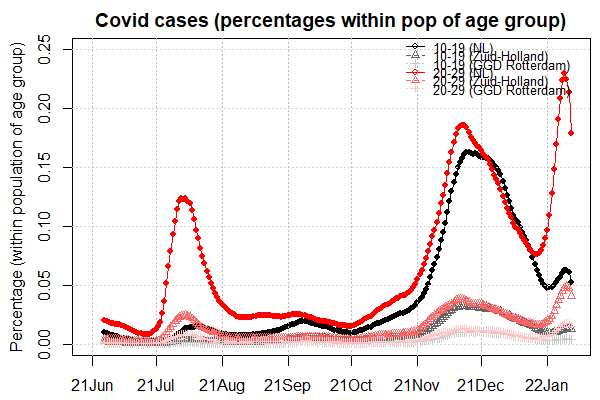 Covid cases (percentages within pop of age group)
Percentage (within population of age group)
0.25
0.20
0.15
0.10
0.05
0.00
10-19 (NL)
10-19 (Zuid-Holland)
10-19 (GGD Rotterdam)
20-29 (NL)
20-29 (Zuid-Holland)
20-29 (GGD Rotterdam)
21Jun 21Jul 21Aug 21Sep 21Oct 21Nov 21Dec 22Jan